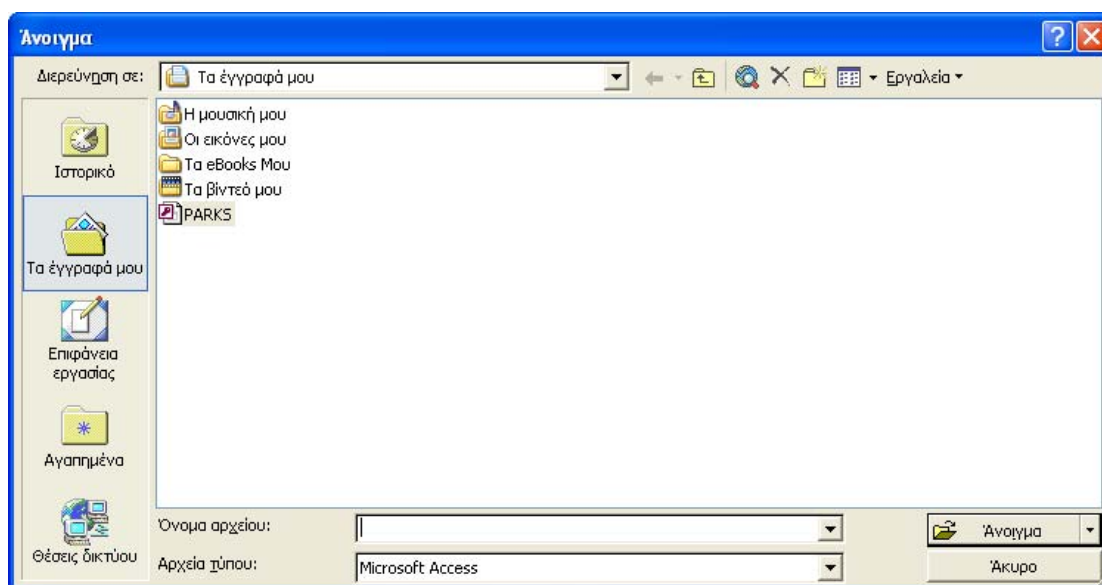 Άνοιγμα
Διερεύνηση σε:
Τα έγγραφά μου
Εργαλεία
Ιστορικό
Τα έγγραφά μου
Επιφάνεια
εργασίας
Αγαπημένα
Θέσεις δικτύου
Η μουσική μου
Οι εικόνες μου
Τα eBooks Μου
Τα βίντεό μου
PARKS
Όνομα αρχείου:
Άνοιγμα
Αρχεία τύπου:
Microsoft Access
Άκυρο